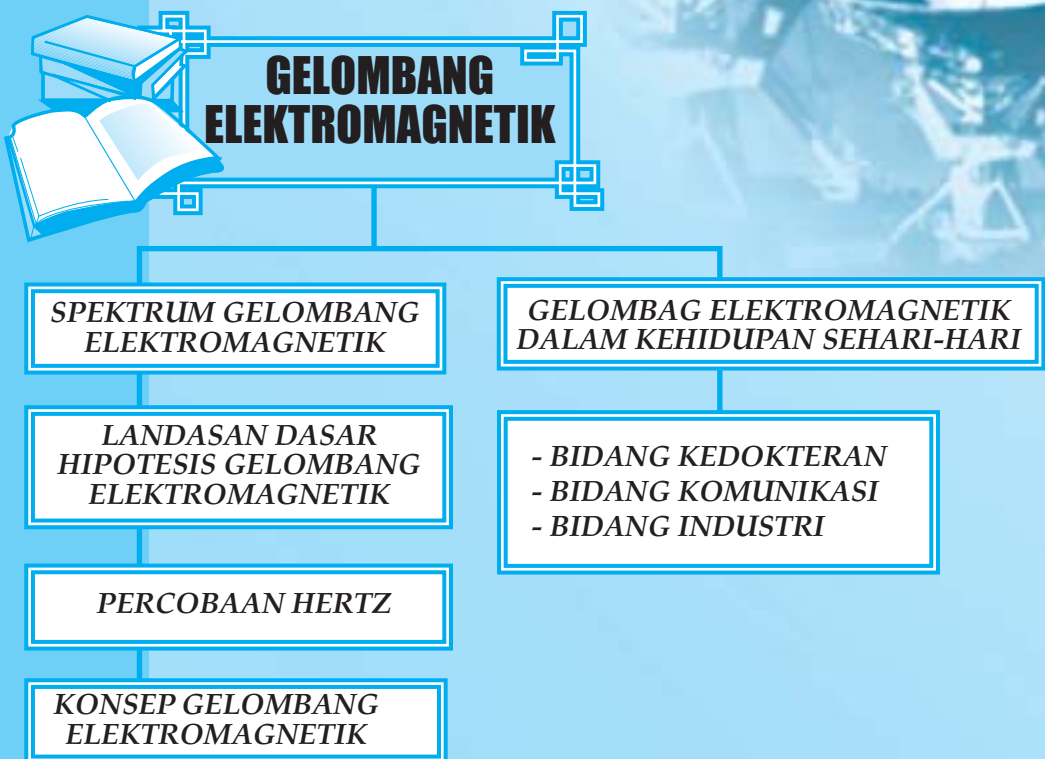 GELOMBANG
ELEKTROMAGNETIK
SPEKTRUM GELOMBANG
ELEKTROMAGNETIK
LANDASAN DASAR
HIPOTESIS GELOMBANG
ELEKTROMAGNETIK
PERCOBAAN HERTZ
KONSEP GELOMBANG
ELEKTROMAGNETIK
GELOMBAG ELEKTROMAGNETIK
DALAM KEHIDUPAN SEHARI-HARI
- BIDANG KEDOKTERAN
- BIDANG KOMUNIKASI
- BIDANG INDUSTRI